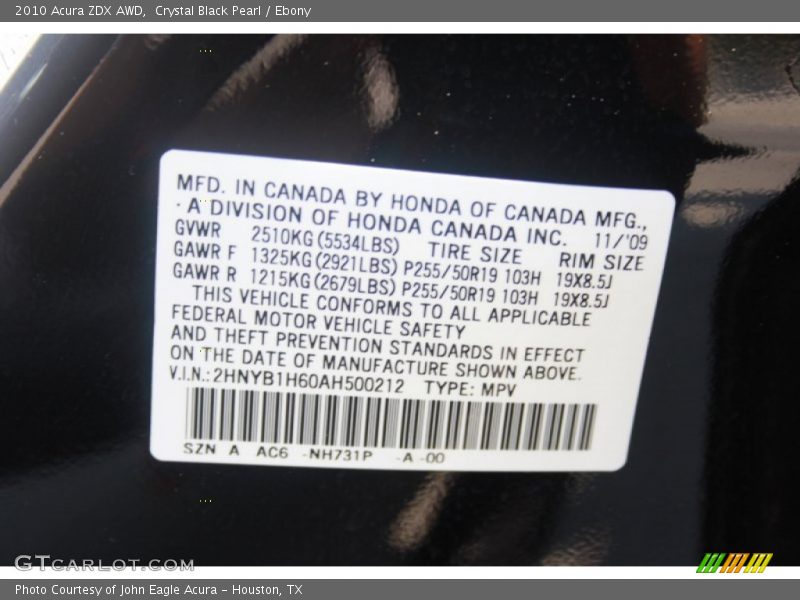 2010 Acura ZDX AWD,  Crystal Black Pearl / Ebony
MFD. IN CANADA BY HONDA OF CANADA MFG.,
· A DIVISION OF HONDA CANADA INC. 11/'09
GVWR 2510KG(5534LBS) TIRE SIZE RIM SIZE
GAWR F 1325KG(2921LBS) P255/50R19 103H 19X8.5J
GAWR R 1215KG(2679LBS) P255/50R19 103H 19X8.5J
THIS VEHICLE CONFORMS TO ALL APPLICABLE
FEDERAL MOTOR VEHICLE SAFETY
AND THEFT PREVENTION STANDARDS IN EFFECT
ON THE DATE OF MANUFACTURE SHOWN ABOVE.
V.I.N.: 2HNYB1H60AH500212 TYPE: MPV
SZN A AC6 -NH731P -A -00
GTCARLOT.COM
Photo Courtesy of John Eagle Acura - Houston, TX